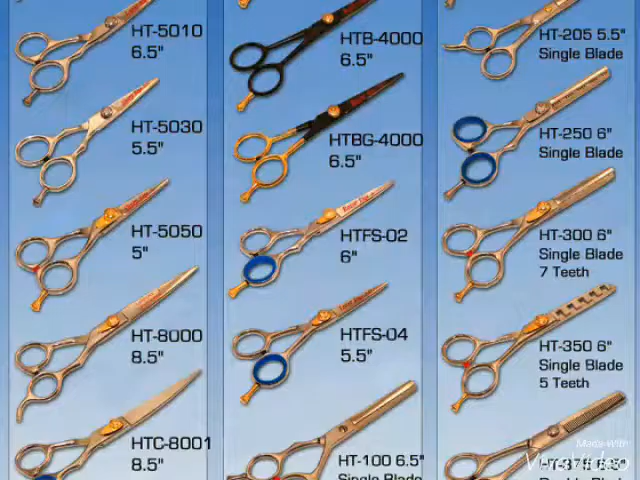 HT-5010
6.5"
HT-5030
5.5"
HT-5050
5"
HT-8000
8.5"
HTC-8001
8.5"
HTB-4000
6.5"
HTBG-4000
6.5"
HTFS-02
6"
HTFS-04
5.5"
HT-100 6.5"
Single Blade
HT-205 5.5"
Single Blade
HT-250 6"
Single Blade
HT-300 6"
Single Blade
7 Teeth
HT-350 6"
Single Blade
5 Teeth
Made With
VivaVideo